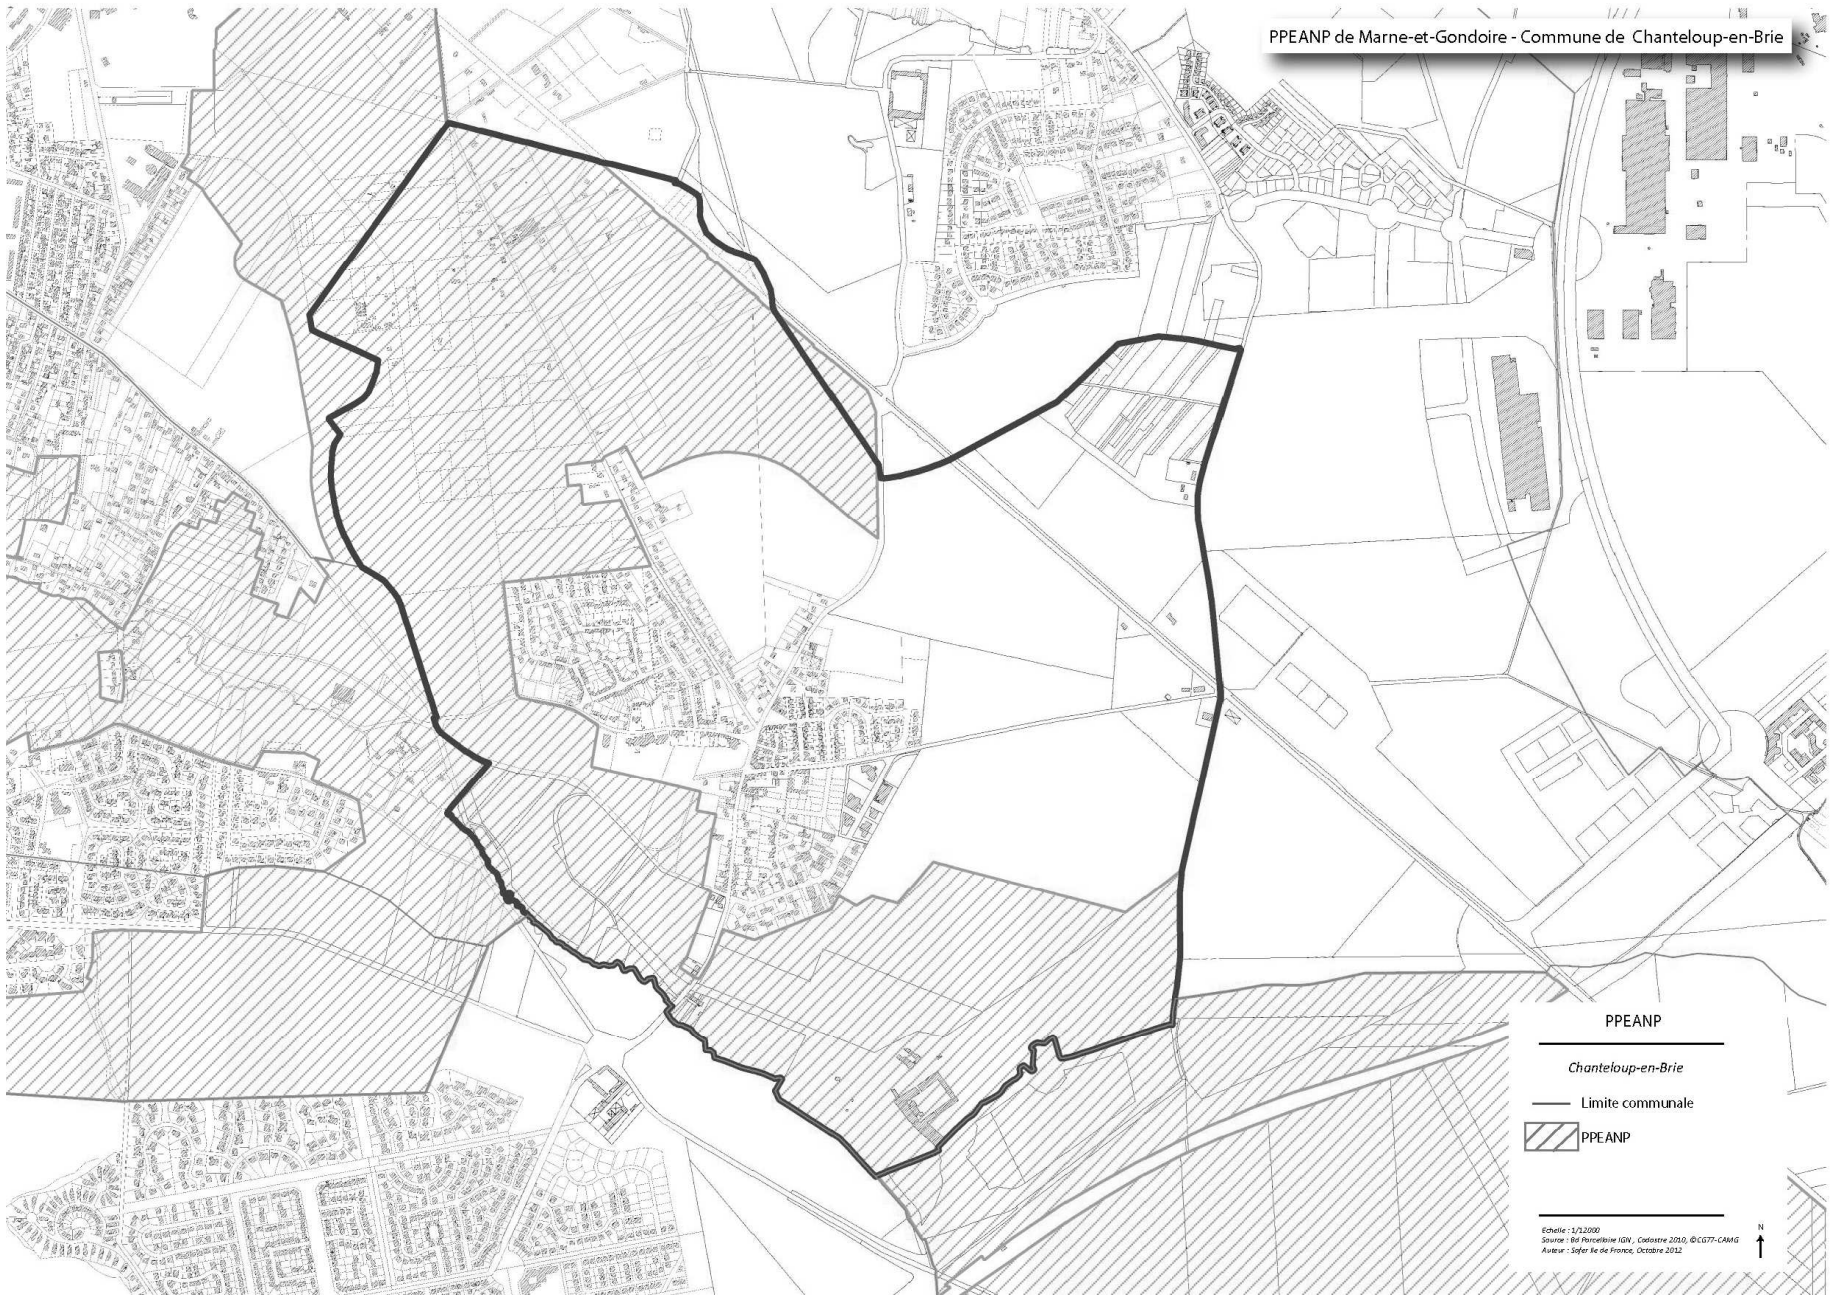 PPEANP de Marne-et-Gondoire - Commune de Chanteloup-en-Brie
PPEANP
Chanteloup-en-Brie
Limite communale
PPEANP
Echelle : 1/12000
Source : Bd Parcellaire IGN , Cadastre 2010, ©CG77-CAMG
Auteur : Safer Ile de France, Octobre 2012
N